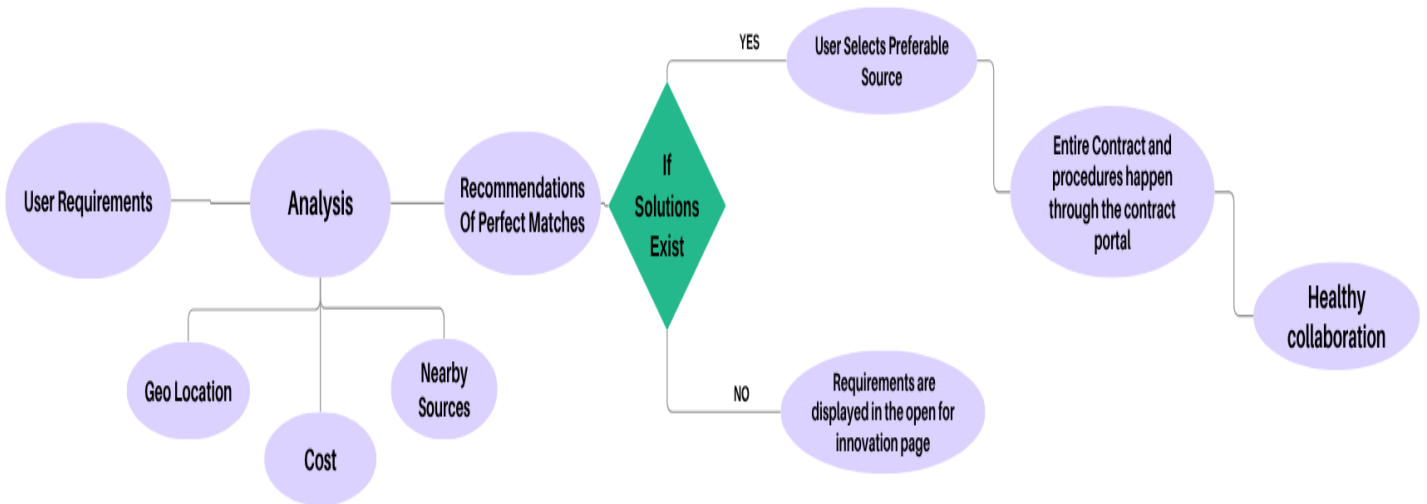 User Requirements
Analysis
Geo Location
Cost
Nearby
Sources
Recommendations
Of Perfect Matches
If
Solutions
Exist
YES
User Selects Preferable
Source
Entire Contract and
procedures happen
through the contract
portal
Healthy
collaboration
NO
Requirements are
displayed in the open for
innovation page